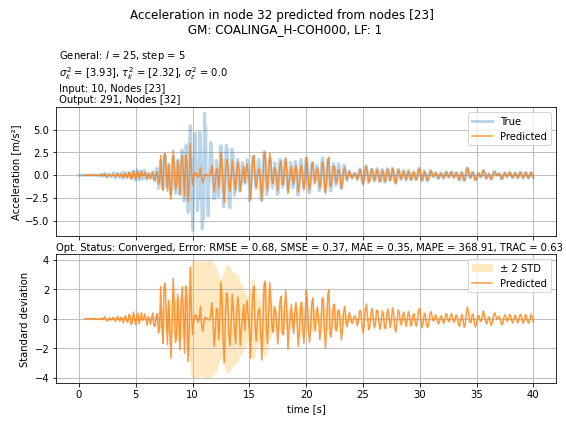 Acceleration in node 32 predicted from nodes [23]
GM: COALINGA_H-COH000, LF: 1
General: l = 25, step = 5
σ²ₖ = [3.93], τ²ₖ = [2.32], σ²ₑ = 0.0
Input: 10, Nodes [23]
Output: 291, Nodes [32]
Acceleration [m/s²]
5.0
2.5
0.0
−2.5
−5.0
True
Predicted
Opt. Status: Converged, Error: RMSE = 0.68, SMSE = 0.37, MAE = 0.35, MAPE = 368.91, TRAC = 0.63
Standard deviation
4
2
0
−2
−4
± 2 STD
Predicted
0 5 10 15 20 25 30 35 40
time [s]